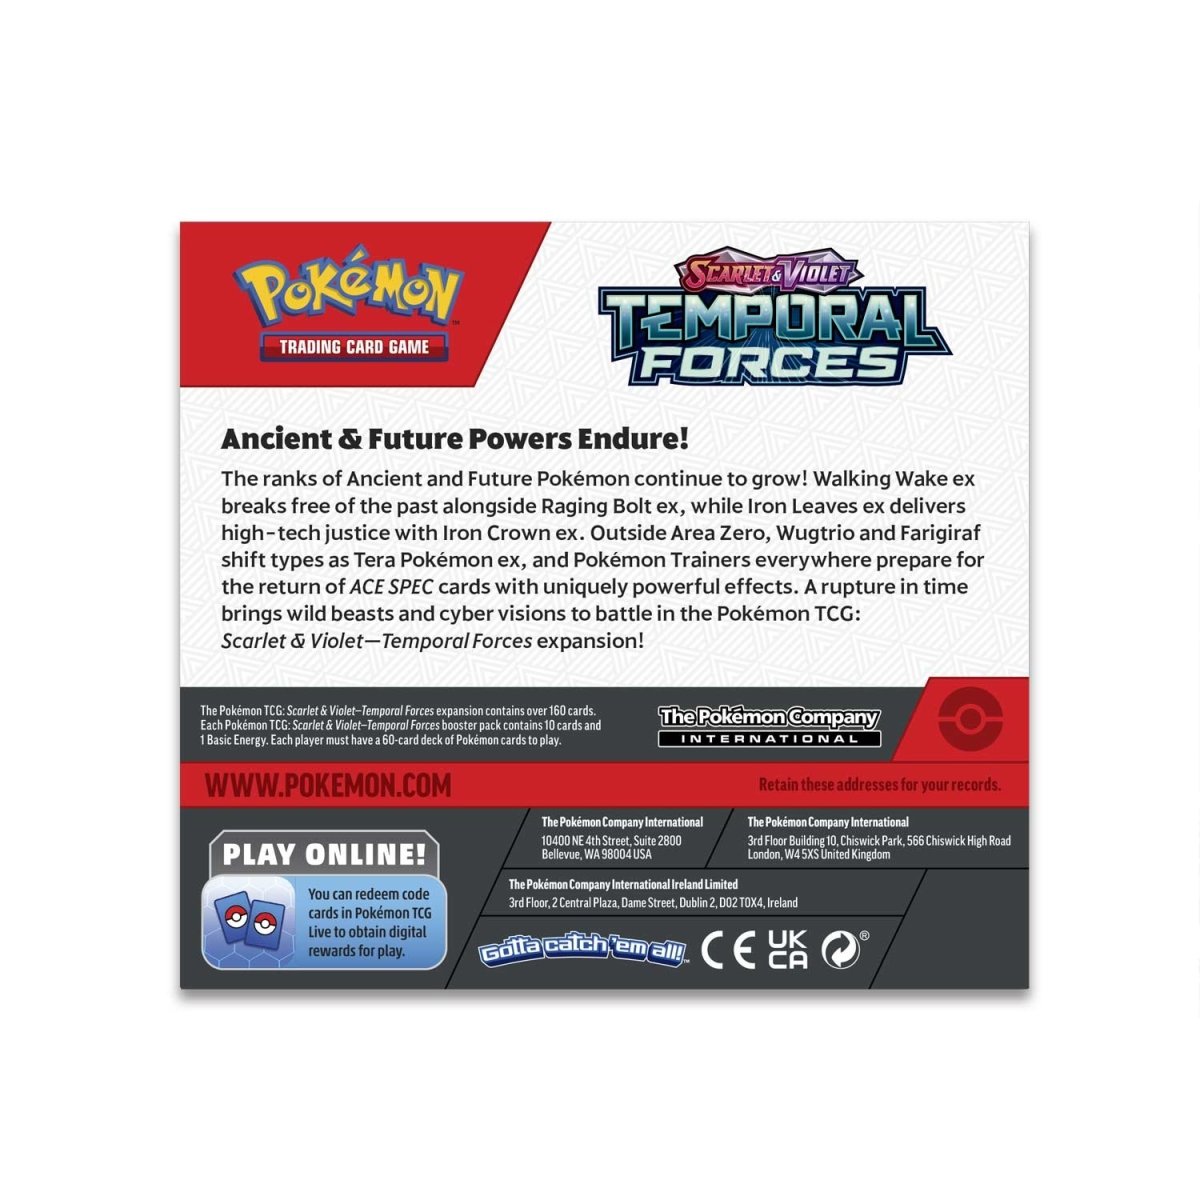 POKéMON
TRADING CARD GAME
SCARLET & VIOLET
TEMPORAL
FORCES
Ancient & Future Powers Endure!
The ranks of Ancient and Future Pokémon continue to grow! Walking Wake ex
breaks free of the past alongside Raging Bolt ex, while Iron Leaves ex delivers
high-tech justice with Iron Crown ex. Outside Area Zero, Wugtrio and Farigiraf
shift types as Tera Pokémon ex, and Pokémon Trainers everywhere prepare for
the return of ACE SPEC cards with uniquely powerful effects. A rupture in time
brings wild beasts and cyber visions to battle in the Pokémon TCG:
Scarlet & Violet—Temporal Forces expansion!
The Pokémon TCG: Scarlet & Violet—Temporal Forces expansion contains over 160 cards.
Each Pokémon TCG: Scarlet & Violet—Temporal Forces booster pack contains 10 cards and
1 Basic Energy. Each player must have a 60-card deck of Pokémon cards to play.
The Pokémon Company
INTERNATIONAL
WWW.POKEMON.COM
Retain these addresses for your records.
PLAY ONLINE!
You can redeem code
cards in Pokémon TCG
Live to obtain digital
rewards for play.
The Pokémon Company International
10400 NE 4th Street, Suite 2800
Bellevue, WA 98004 USA
The Pokémon Company International
3rd Floor Building 10, Chiswick Park, 566 Chiswick High Road
London, W4 5XS United Kingdom
The Pokémon Company International Ireland Limited
3rd Floor, 2 Central Plaza, Dame Street, Dublin 2, D02 T0X4, Ireland
Gotta catch 'em all!™
CE
UK
CA
®